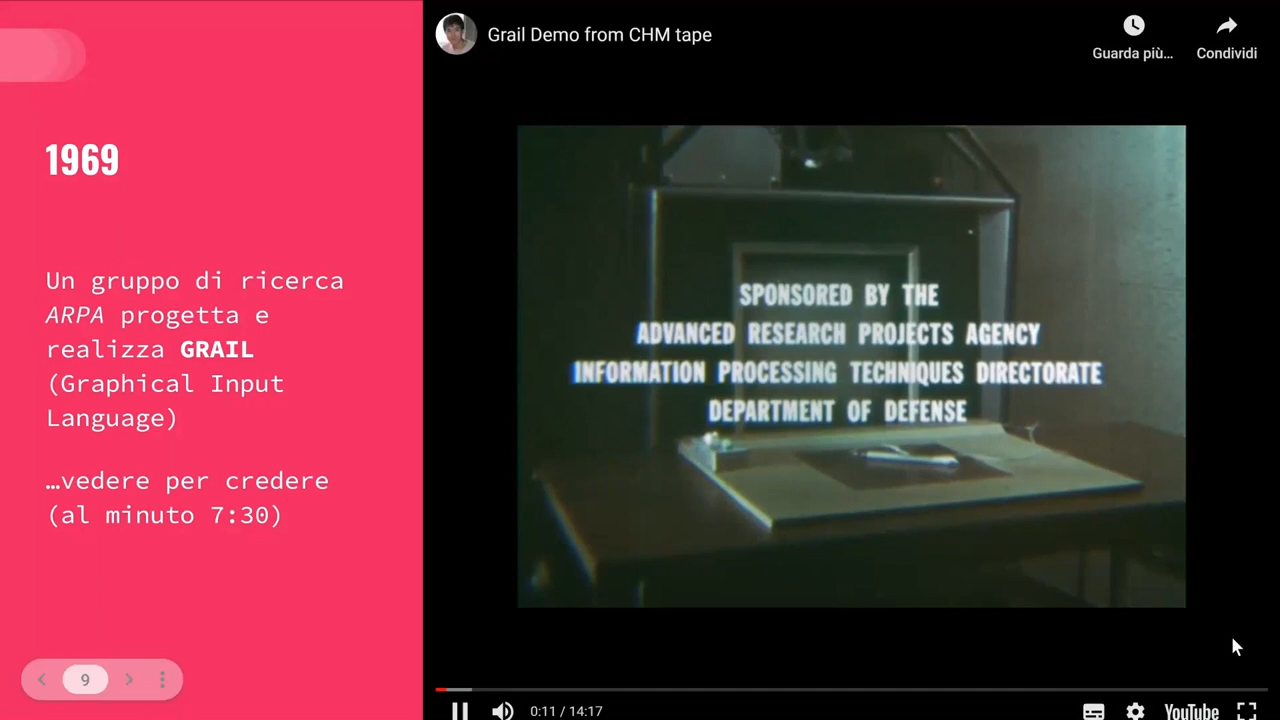 1969
Un gruppo di ricerca
ARPA progetta e
realizza GRAIL
(Graphical Input
Language)
…vedere per credere
(al minuto 7:30)
9
Grail Demo from CHM tape
Guarda più...
Condividi
SPONSORED BY THE
ADVANCED RESEARCH PROJECTS AGENCY
INFORMATION PROCESSING TECHNIQUES DIRECTORATE
DEPARTMENT OF DEFENSE
0:11 / 14:17
YouTube